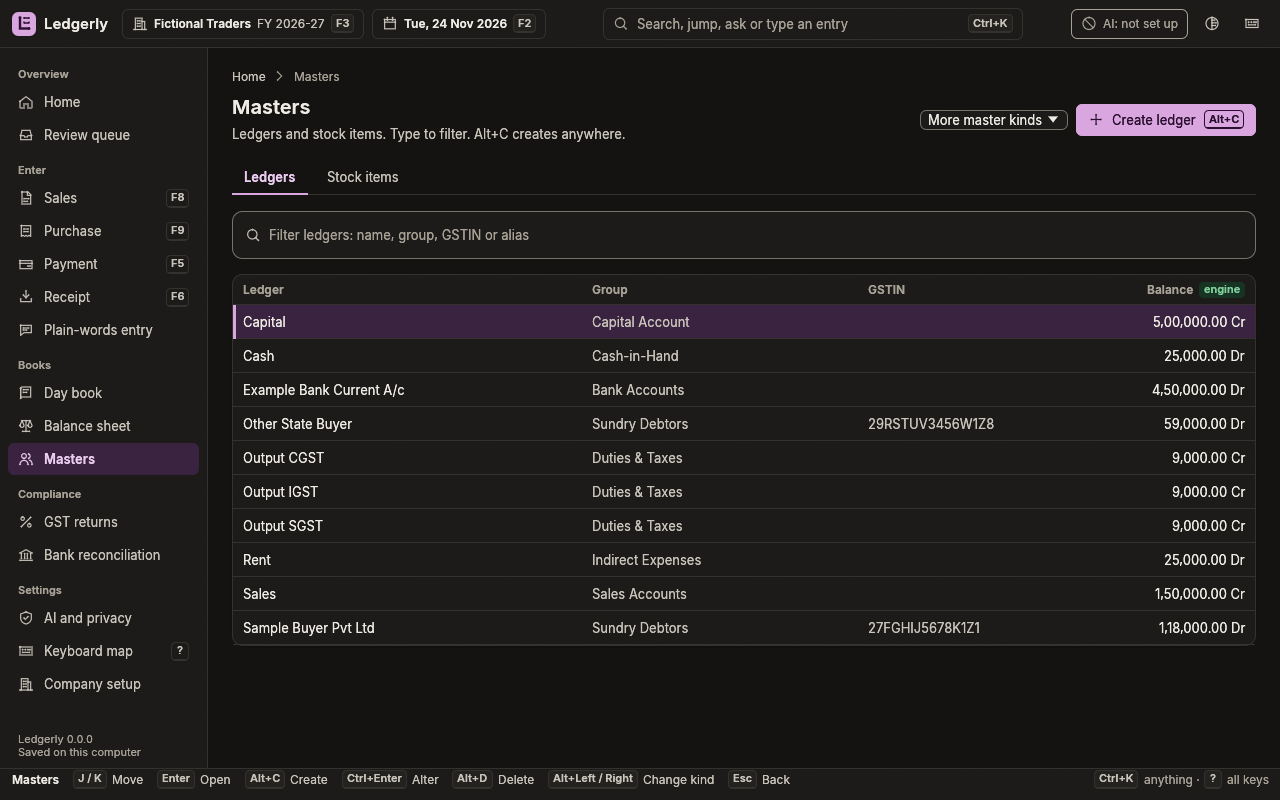 Ledgerly
Fictional Traders FY 2026-27 F3
Tue, 24 Nov 2026 F2
Search, jump, ask or type an entry Ctrl+K
AI: not set up
Overview
Home
Review queue
Enter
Sales F8
Purchase F9
Payment F5
Receipt F6
Plain-words entry
Books
Day book
Balance sheet
Masters
Compliance
GST returns
Bank reconciliation
Settings
AI and privacy
Keyboard map ?
Company setup
Ledgerly 0.0.0
Saved on this computer
Home Masters
Masters
Ledgers and stock items. Type to filter. Alt+C creates anywhere.
More master kinds
Create ledger Alt+C
Ledgers Stock items
Filter ledgers: name, group, GSTIN or alias
Ledger Group GSTIN Balance engine
Capital Capital Account 5,00,000.00 Cr
Cash Cash-in-Hand 25,000.00 Dr
Example Bank Current A/c Bank Accounts 4,50,000.00 Dr
Other State Buyer Sundry Debtors 29RSTUV3456W1Z8 59,000.00 Dr
Output CGST Duties & Taxes 9,000.00 Cr
Output IGST Duties & Taxes 9,000.00 Cr
Output SGST Duties & Taxes 9,000.00 Cr
Rent Indirect Expenses 25,000.00 Dr
Sales Sales Accounts 1,50,000.00 Cr
Sample Buyer Pvt Ltd Sundry Debtors 27FGHIJ5678K1Z1 1,18,000.00 Dr
Masters J / K Move Enter Open Alt+C Create Ctrl+Enter Alter Alt+D Delete Alt+Left / Right Change kind Esc Back Ctrl+K anything · ? all keys